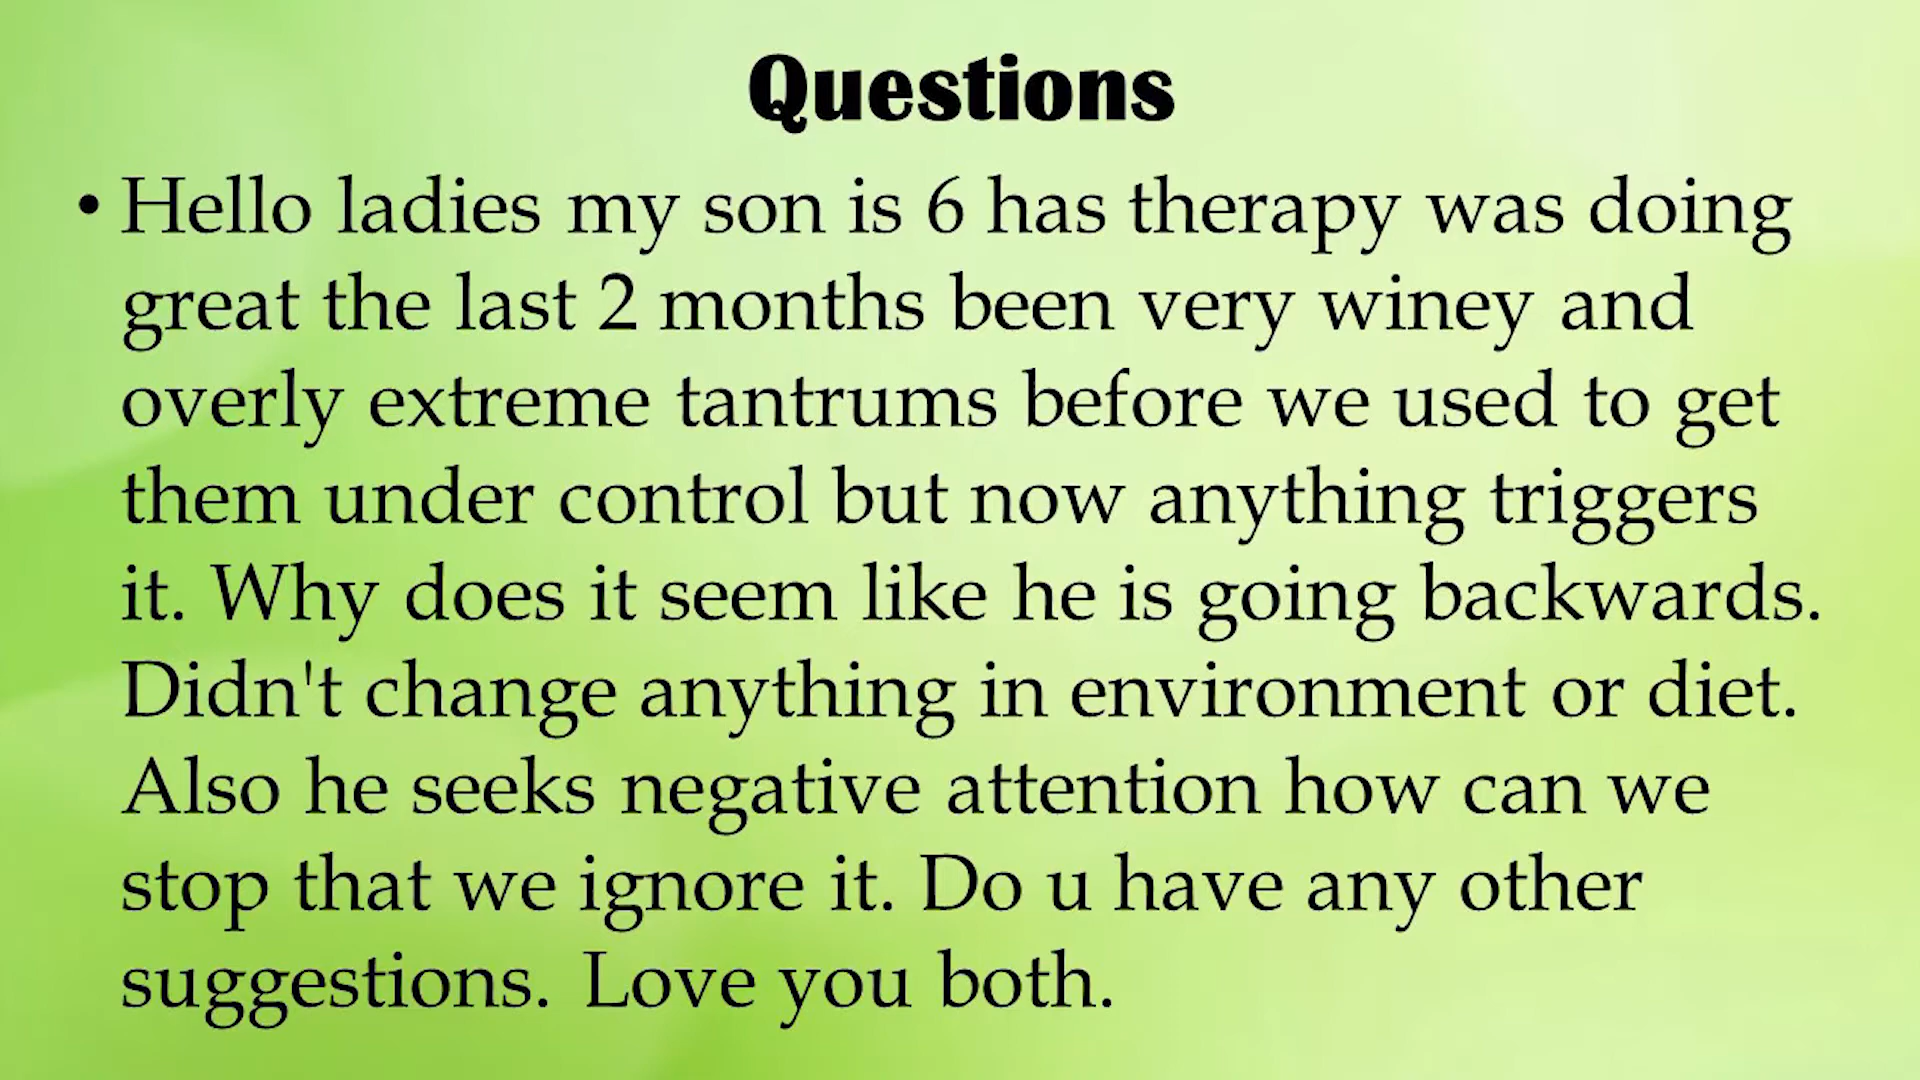 Questions
• Hello ladies my son is 6 has therapy was doing
great the last 2 months been very winey and
overly extreme tantrums before we used to get
them under control but now anything triggers
it. Why does it seem like he is going backwards.
Didn't change anything in environment or diet.
Also he seeks negative attention how can we
stop that we ignore it. Do u have any other
suggestions. Love you both.